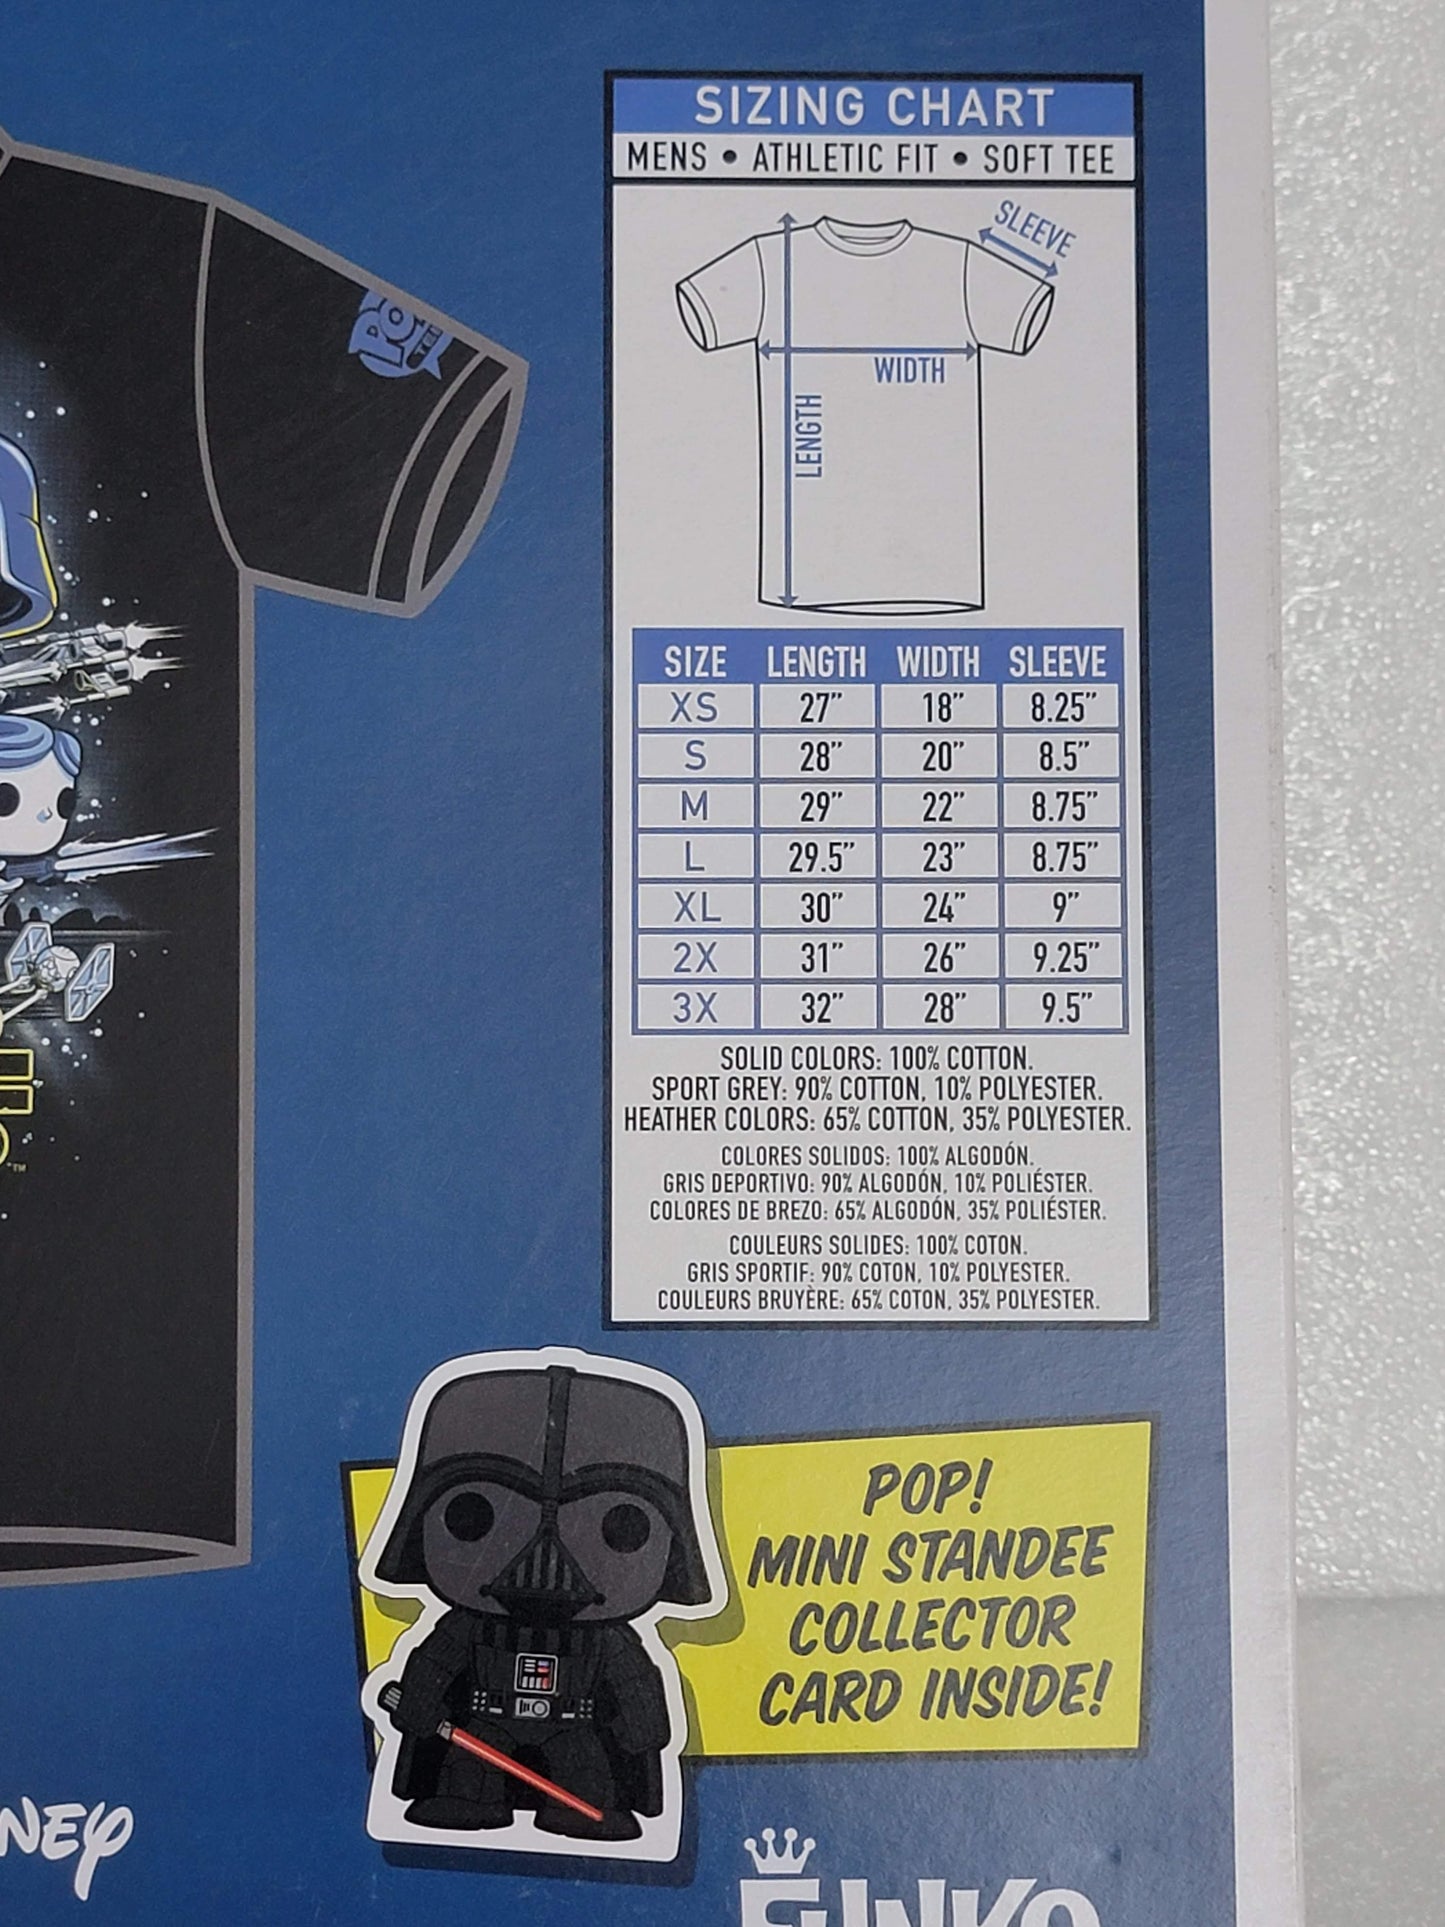 SIZING CHART
MENS • ATHLETIC FIT • SOFT TEE
SLEEVE
WIDTH
LENGTH
SIZE LENGTH WIDTH SLEEVE
XS 27” 18” 8.25”
S 28” 20” 8.5”
M 29” 22” 8.75”
L 29.5” 23” 8.75”
XL 30” 24” 9”
2X 31” 26” 9.25”
3X 32” 28” 9.5”
SOLID COLORS: 100% COTTON.
SPORT GREY: 90% COTTON, 10% POLYESTER.
HEATHER COLORS: 65% COTTON, 35% POLYESTER.
COLORES SOLIDOS: 100% ALGODÓN.
GRIS DEPORTIVO: 90% ALGODÓN, 10% POLIÉSTER.
COLORES DE BREZO: 65% ALGODÓN, 35% POLIÉSTER.
COULEURS SOLIDES: 100% COTON.
GRIS SPORTIF: 90% COTON, 10% POLYESTER.
COULEURS BRUYÈRE: 65% COTON, 35% POLYESTER.
TM
POP!
MINI STANDEE
COLLECTOR
CARD INSIDE!
NEY
FUNKO